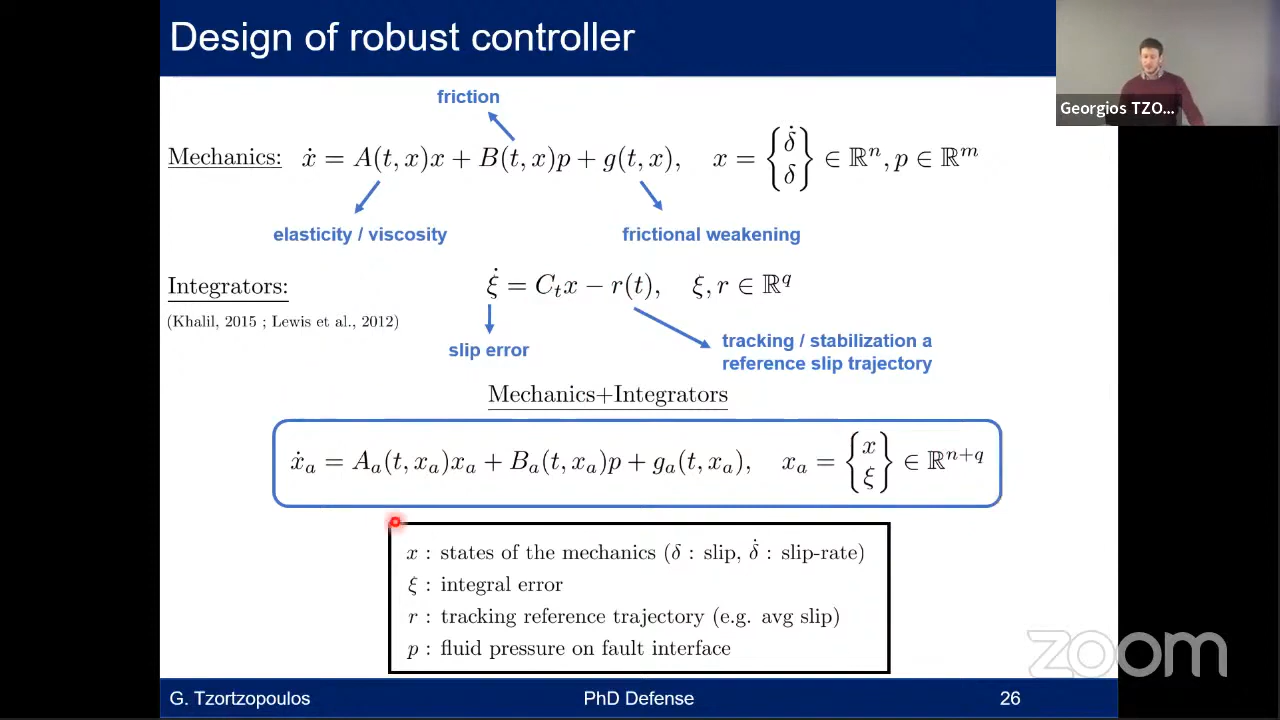 Design of robust controller
Georgios TZO...
friction
Mechanics: ẋ = A(t, x)x + B(t, x)p + g(t, x), x = {δ̇ δ} ∈ ℝⁿ, p ∈ ℝᵐ
elasticity / viscosity
frictional weakening
Integrators: ξ̇ = Cₜx − r(t), ξ, r ∈ ℝ^q
(Khalil, 2015 ; Lewis et al., 2012)
slip error
tracking / stabilization a
reference slip trajectory
Mechanics+Integrators
ẋₐ = Aₐ(t, xₐ)xₐ + Bₐ(t, xₐ)p + gₐ(t, xₐ), xₐ = {x ξ} ∈ ℝ^{n+q}
x : states of the mechanics (δ : slip, δ̇ : slip-rate)
ξ : integral error
r : tracking reference trajectory (e.g. avg slip)
p : fluid pressure on fault interface
zoom
G. Tzortzopoulos PhD Defense 26